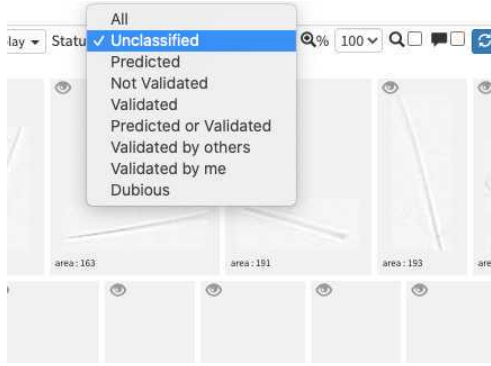 All
lay Statu ✓ Unclassified % 100
Predicted
Not Validated
Validated
Predicted or Validated
Validated by others
Validated by me
Dubious
area : 163 area : 191 area : 193 are